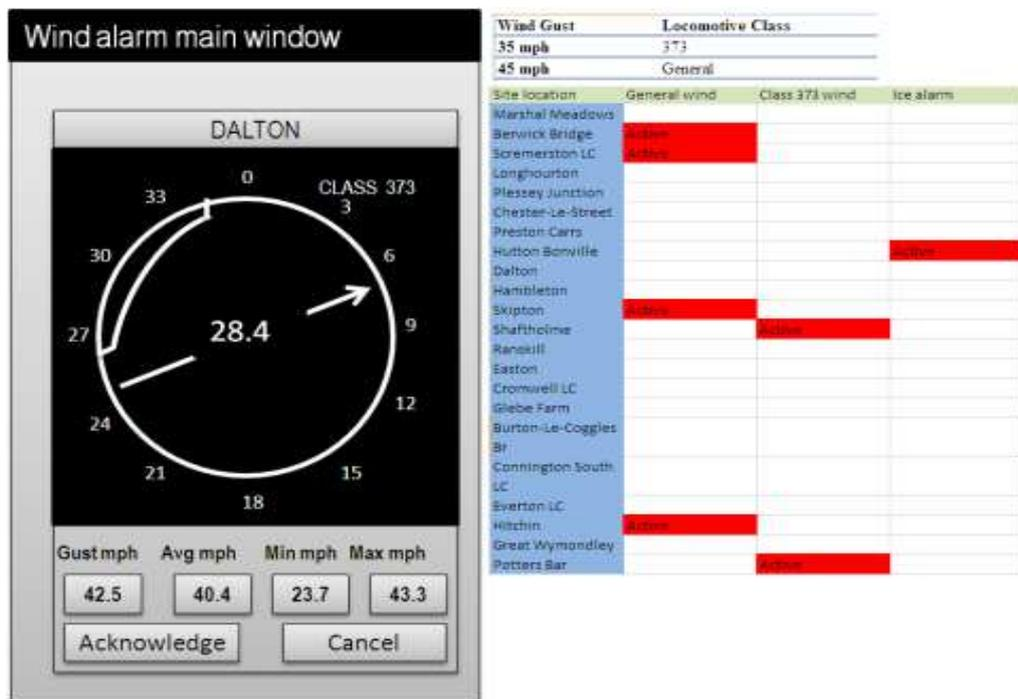 Wind alarm main window
DALTON
CLASS 373
0
3
6
9
12
15
18
21
24
27
30
33
28.4
Gust mph Avg mph Min mph Max mph
42.5 40.4 23.7 43.3
Acknowledge Cancel
Wind Gust Locomotive Class
35 mph 373
45 mph General
Site location General wind Class 373 wind Ice alarm
Marshal Meadows
Berwick Bridge Active
Scremerston LC Active
Longhourton
Plessey Junction
Chester-Le-Street
Preston Carrs
Hutton Bonville Active
Dalton
Hambleton
Skipton Active
Shaftholme Active
Ranskill
Easton
Cromwell LC
Glebe Farm
Burton-Le-Coggles
Br
Connington South
LC
Everton LC
Hitchin Active
Great Wymondley
Potters Bar Active